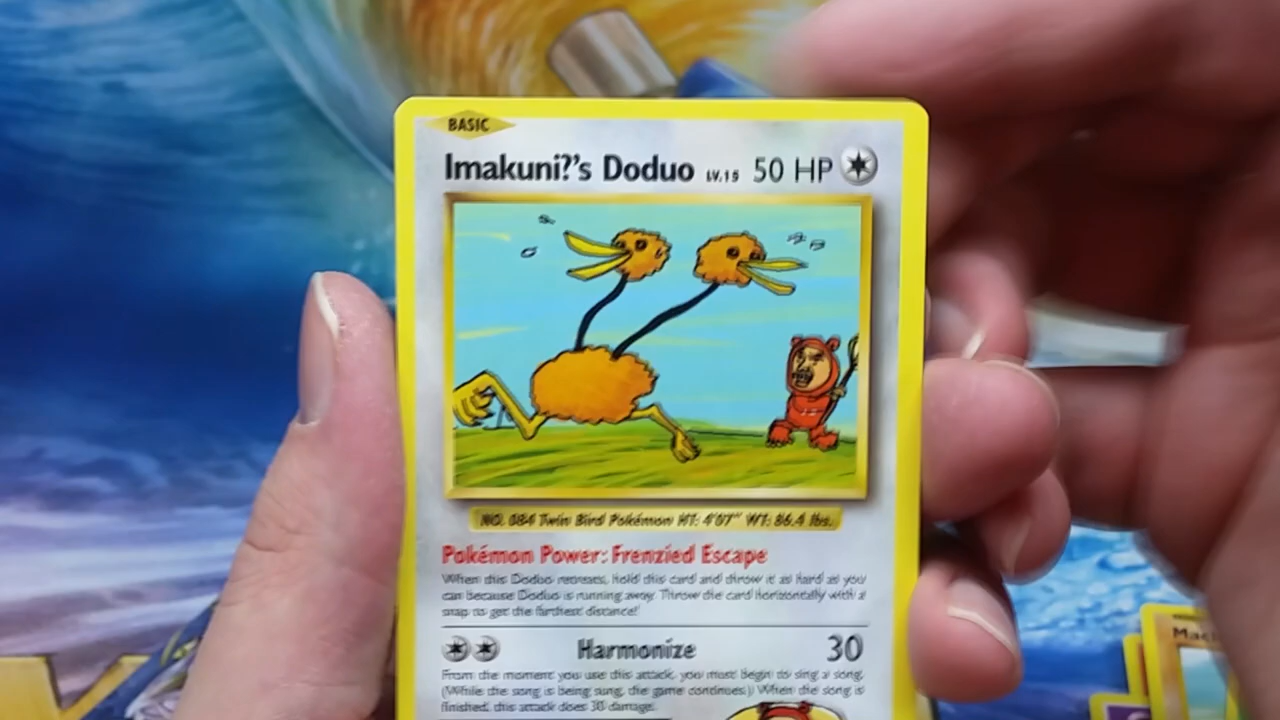 BASIC
Imakuni?'s Doduo LV.15 50 HP
NO. 084 Twin Bird Pokémon HT: 4'07" WT: 86.4 lbs.
Pokémon Power: Frenzied Escape
When this Doduo retreats, hold this card and throw it as hard as you
can because Doduo is running away. Throw the card horizontally with a
snap to get the farthest distance!
Harmonize 30
From the moment you use this attack, you must begin to sing a song.
(While the song is being sung, the game continues.) When the song is
finished, this attack does 30 damage.